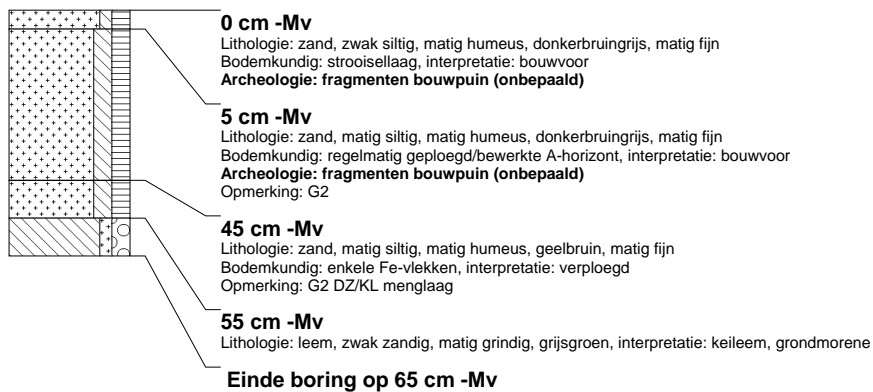 0 cm -Mv
Lithologie: zand, zwak siltig, matig humeus, donkerbruingrijs, matig fijn
Bodemkundig: strooisellaag, interpretatie: bouwvoor
Archeologie: fragmenten bouwpuin (onbepaald)
5 cm -Mv
Lithologie: zand, matig siltig, matig humeus, donkerbruingrijs, matig fijn
Bodemkundig: regelmatig geploegd/bewerkte A-horizont, interpretatie: bouwvoor
Archeologie: fragmenten bouwpuin (onbepaald)
Opmerking: G2
45 cm -Mv
Lithologie: zand, matig siltig, matig humeus, geelbruin, matig fijn
Bodemkundig: enkele Fe-vlekken, interpretatie: verploegd
Opmerking: G2 DZ/KL menglaag
55 cm -Mv
Lithologie: leem, zwak zandig, matig grindig, grijsgroen, interpretatie: keileem, grondmorene
Einde boring op 65 cm -Mv